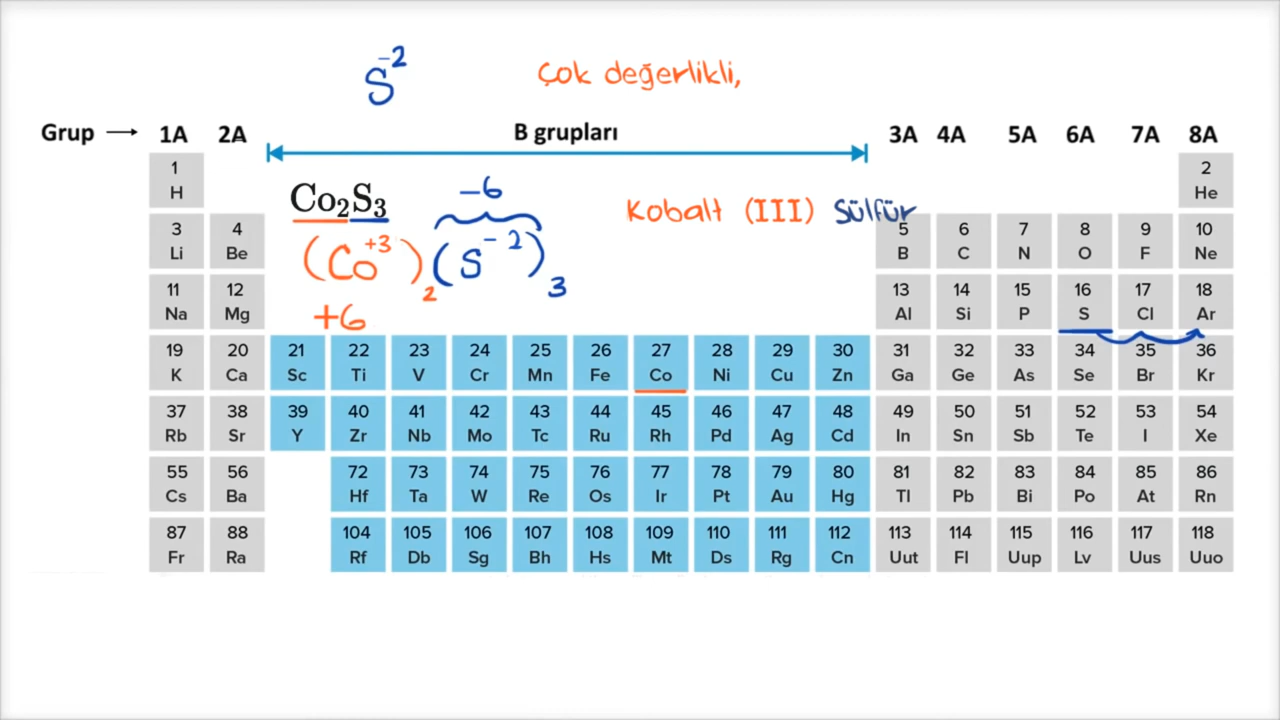 S⁻² Çok değerlikli,
Grup → 1A 2A B grupları 3A 4A 5A 6A 7A 8A
1 2
H He
Co₂S₃ −6 Kobalt (III) Sülfür
3 4 5 6 7 8 9 10
Li Be B C N O F Ne
(Co⁺³)₂ (S⁻²)₃
+6
11 12 13 14 15 16 17 18
Na Mg Al Si P S Cl Ar
19 20 21 22 23 24 25 26 27 28 29 30 31 32 33 34 35 36
K Ca Sc Ti V Cr Mn Fe Co Ni Cu Zn Ga Ge As Se Br Kr
37 38 39 40 41 42 43 44 45 46 47 48 49 50 51 52 53 54
Rb Sr Y Zr Nb Mo Tc Ru Rh Pd Ag Cd In Sn Sb Te I Xe
55 56 72 73 74 75 76 77 78 79 80 81 82 83 84 85 86
Cs Ba Hf Ta W Re Os Ir Pt Au Hg Tl Pb Bi Po At Rn
87 88 104 105 106 107 108 109 110 111 112 113 114 115 116 117 118
Fr Ra Rf Db Sg Bh Hs Mt Ds Rg Cn Uut Fl Uup Lv Uus Uuo